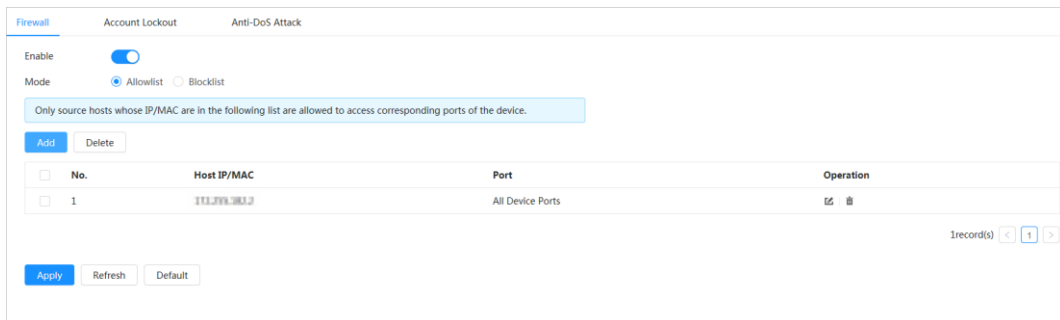 Firewall Account Lockout Anti-DoS Attack
Enable
Mode Allowlist Blocklist
Only source hosts whose IP/MAC are in the following list are allowed to access corresponding ports of the device.
Add Delete
No. Host IP/MAC Port Operation
1 All Device Ports
1record(s) < 1 >
Apply Refresh Default